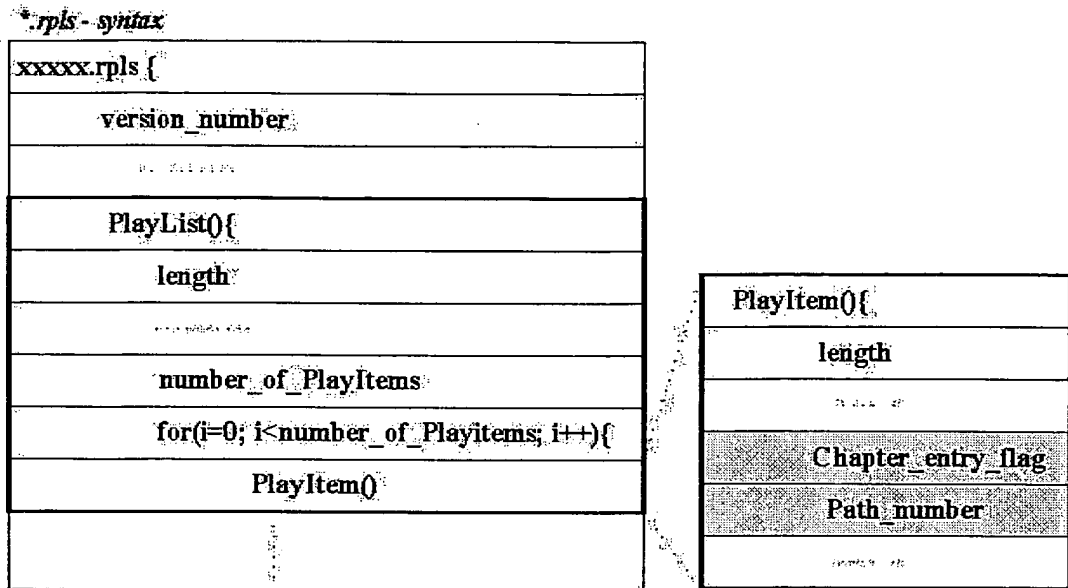 *.rpls - syntax
xxxxx.rpls {
version_number
PlayList(){
length
number_of_PlayItems
for(i=0; i<number_of_Playitems; i++){
PlayItem()
PlayItem(){
length
Chapter_entry_flag
Path_number